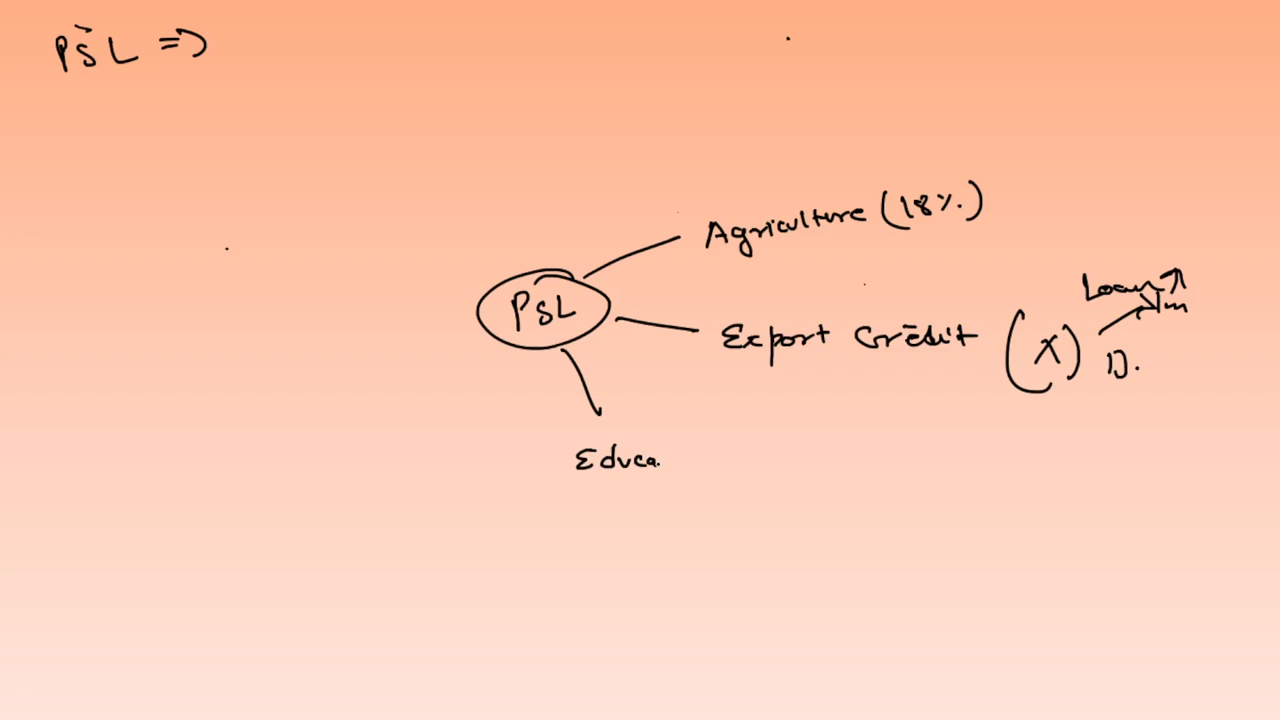 PSL =>
Agriculture (18%.)
Loan ↑
PSL
Export Credit (X) D.
Educa.